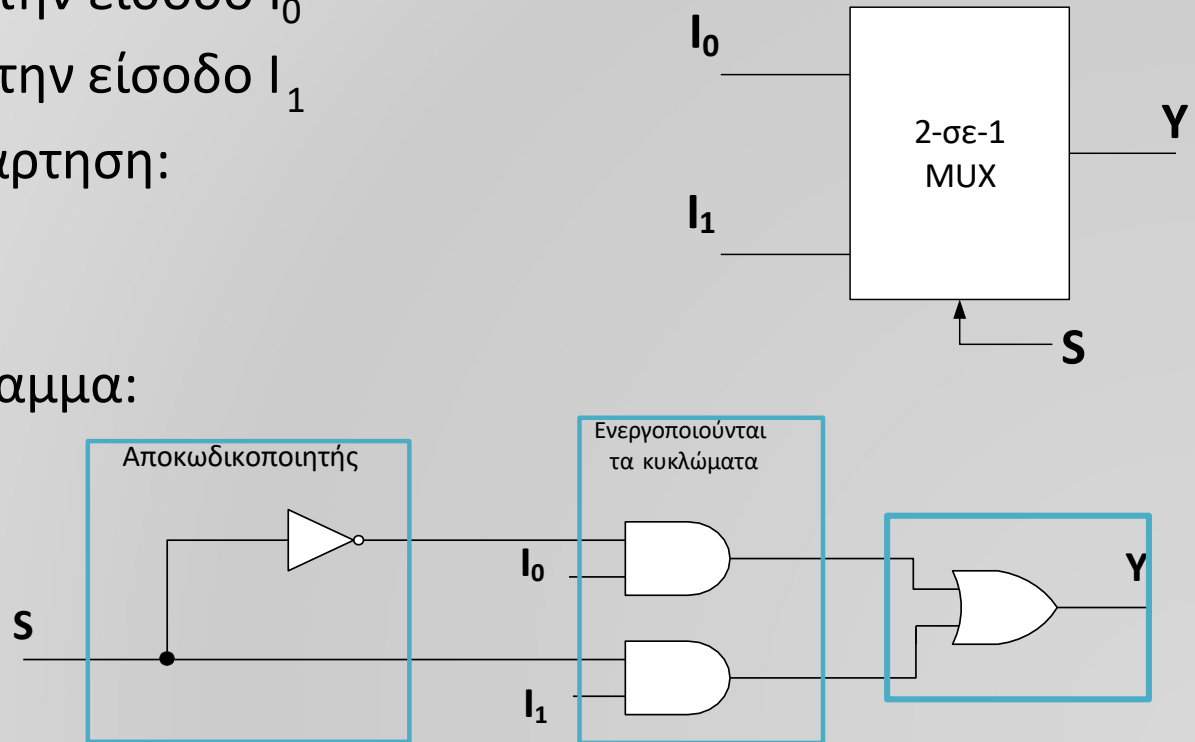 την είσοδο I0
την είσοδο I1
άρτηση:
αμμα:
I0
I1
2-σε-1
MUX
Y
S
Αποκωδικοποιητής
Ενεργοποιούνται
τα κυκλώματα
I0
Y
S
I1